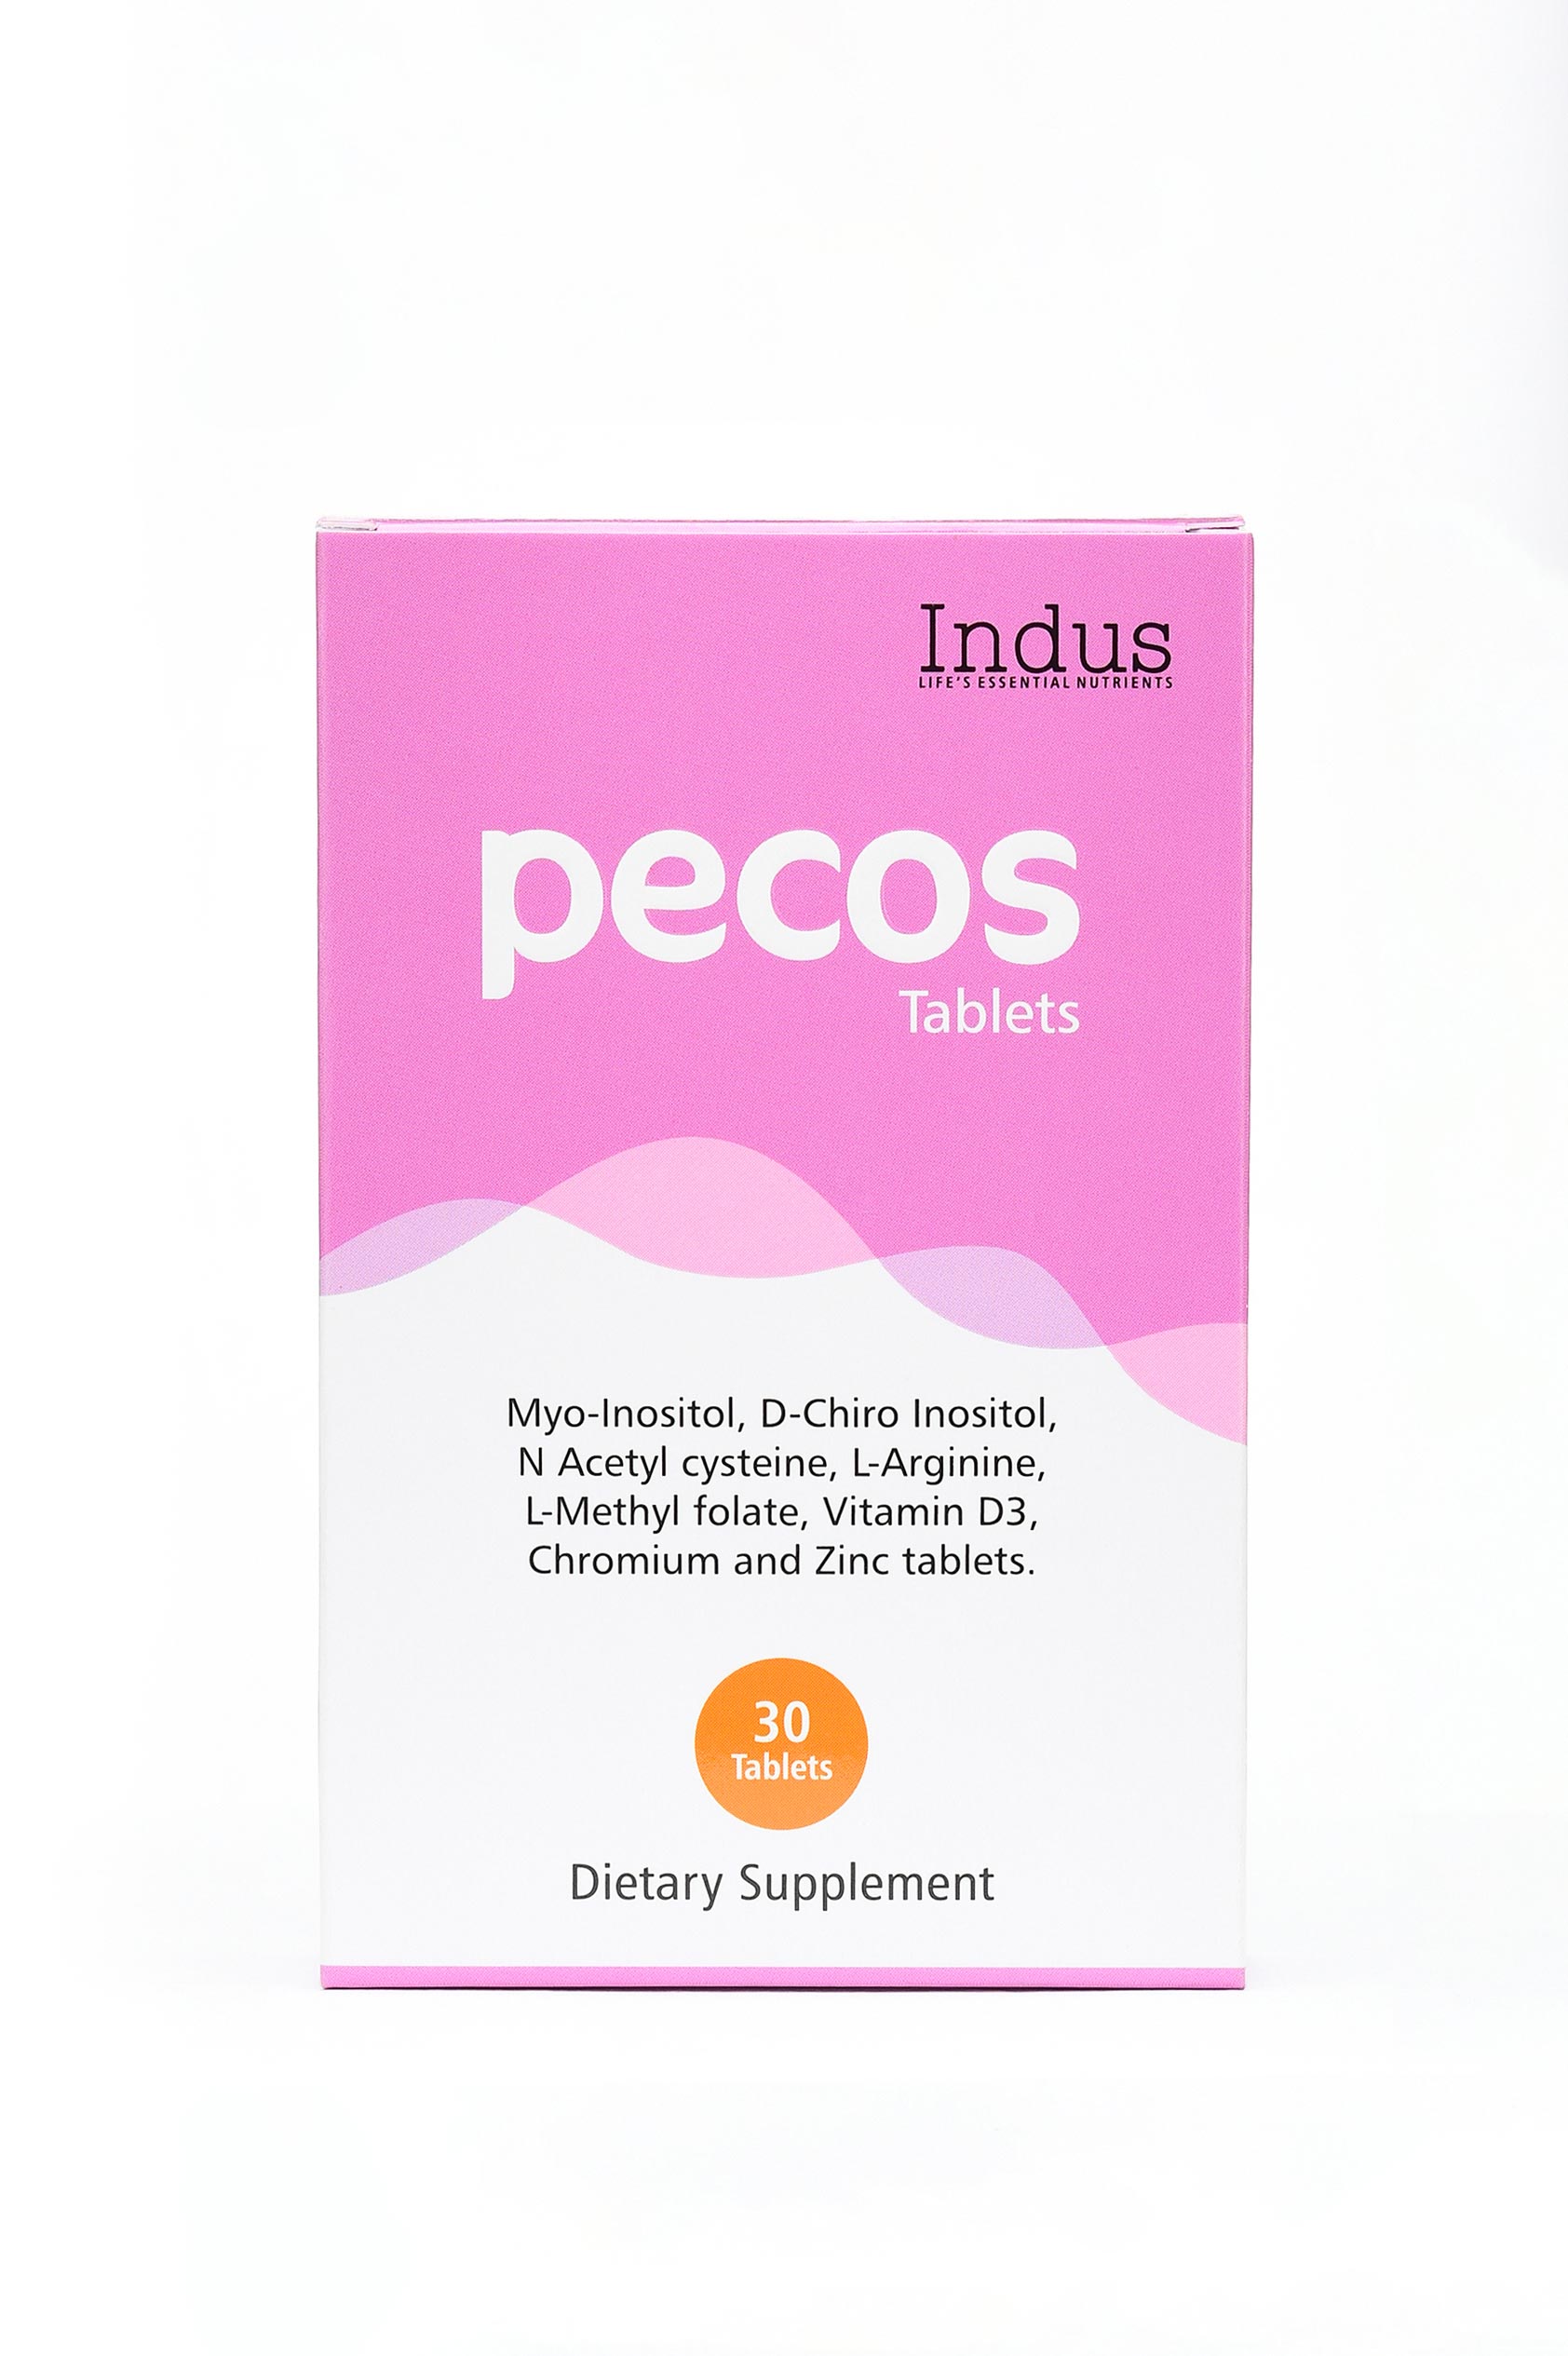 Indus
LIFE'S ESSENTIAL NUTRIENTS
pecos
Tablets
Myo-Inositol, D-Chiro Inositol,
N Acetyl cysteine, L-Arginine,
L-Methyl folate, Vitamin D3,
Chromium and Zinc tablets.
30
Tablets
Dietary Supplement